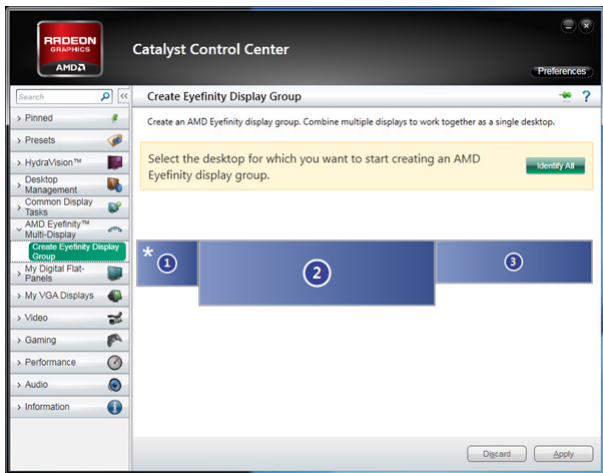 RADEON
GRAPHICS
AMD
Catalyst Control Center
Preferences
Search
Create Eyefinity Display Group
Create an AMD Eyefinity display group. Combine multiple displays to work together as a single desktop.
Select the desktop for which you want to start creating an AMD
Eyefinity display group.
Identify All
Pinned
Presets
HydraVision™
Desktop
Management
Common Display
Tasks
AMD Eyefinity™
Multi-Display
Create Eyefinity Display
Group
My Digital Flat-
Panels
My VGA Displays
Video
Gaming
Performance
Audio
Information
* 1
2
3
Discard
Apply